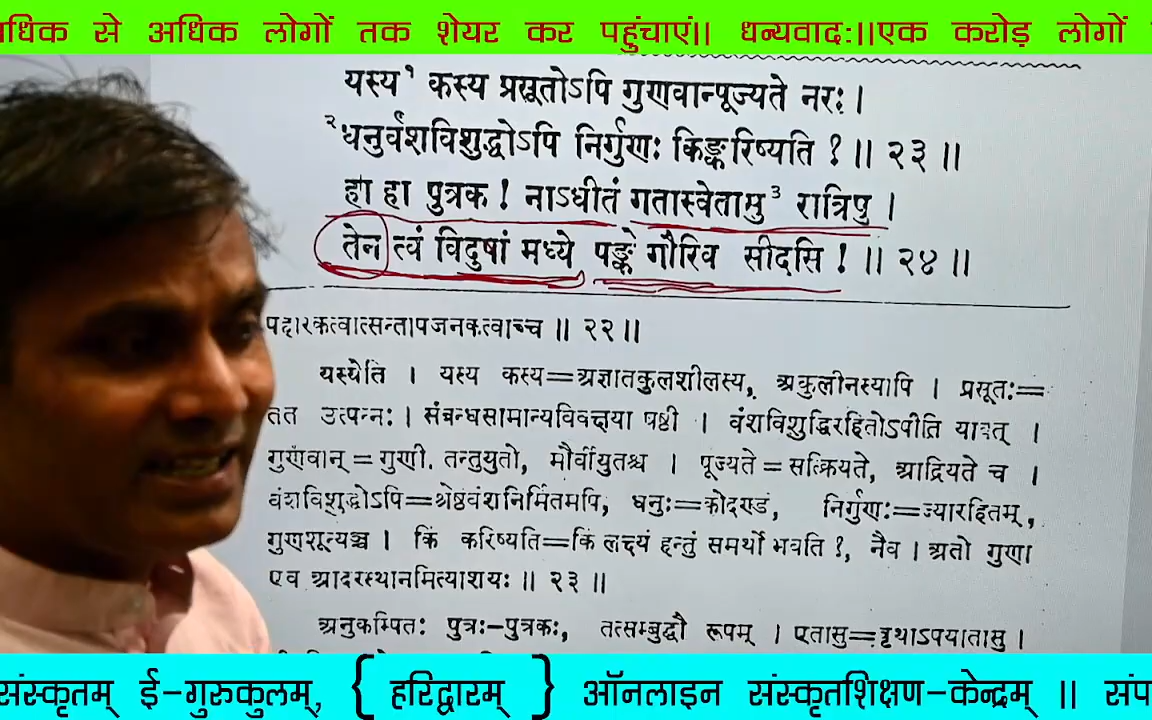 धिक से अधिक लोगों तक शेयर कर पहुंचाएं॥ धन्यवादः॥एक करोड़ लोगों
यस्य १ कस्य प्रसूतोऽपि गुणवान्पूज्यते नरः ।
२ धनुर्वंशविशुद्धोऽपि निर्गुणः किङ्करिष्यति ? ॥ २३ ॥
हा हा पुत्रक ! नाऽधीतं गतास्वेतासु ३ रात्रिषु ।
तेन त्वं विदुषां मध्ये पङ्के गौरिव सीदसि ! ॥ २४ ॥
पहारकत्वात्सन्तापजनकत्वाच्च ॥ २२ ॥
यस्येति । यस्य कस्य=अज्ञातकुलशीलस्य, अकुलीनस्यापि । प्रसूतः=
तत उत्पन्नः । संबन्धसामान्यविवक्षया षष्ठी । वंशविशुद्धिरहितोऽपीति यावत् ।
गुणवान्=गुणी. तन्तुयुतो, मौर्वीयुतश्च । पूज्यते=सत्क्रियते, आद्रियते च ।
वंशविशुद्धोऽपि=श्रेष्ठवंशनिर्मितमपि, धनुः=कोदण्डं, निर्गुणः=ज्यारहितम्,
गुणशून्यञ्च । किं करिष्यति=किं लक्ष्यं हन्तुं समर्थो भवति ?, नैव । अतो गुणा
एव आदरस्थानमित्याशयः ॥ २३ ॥
अनुकम्पितः पुत्रः-पुत्रकः, तत्सम्बुद्धौ रूपम् । एतासु=वृथाऽपयातासु ।
संस्कृतम् ई-गुरुकुलम्, { हरिद्वारम् } ऑनलाइन संस्कृतशिक्षण-केन्द्रम् ॥ संप